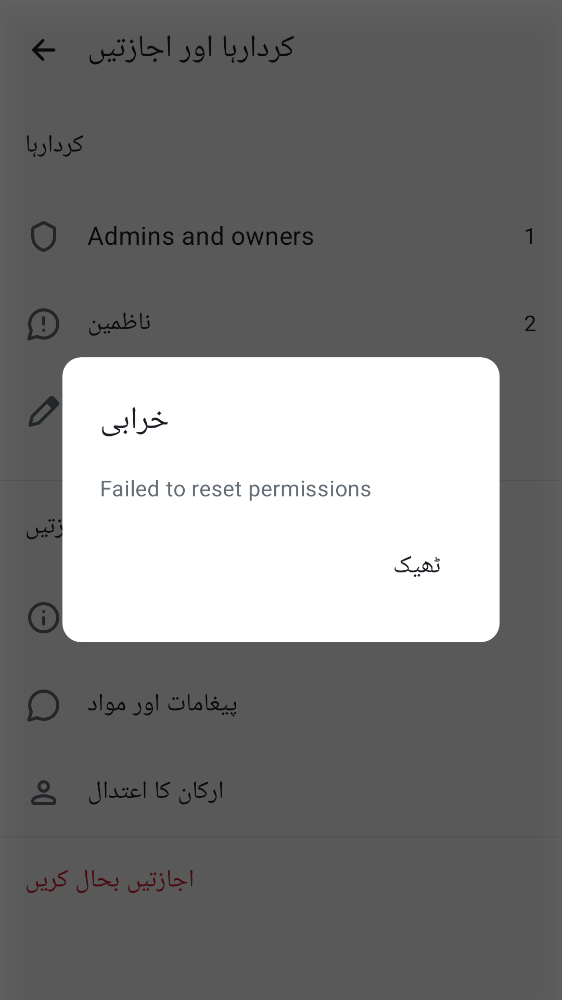 کردارہا اور اجازتیں
کردارہا
Admins and owners
1
ناظمین
2
خرابی
Failed to reset permissions
ٹھیک
پیغامات اور مواد
ارکان کا اعتدال
اجازتیں بحال کریں